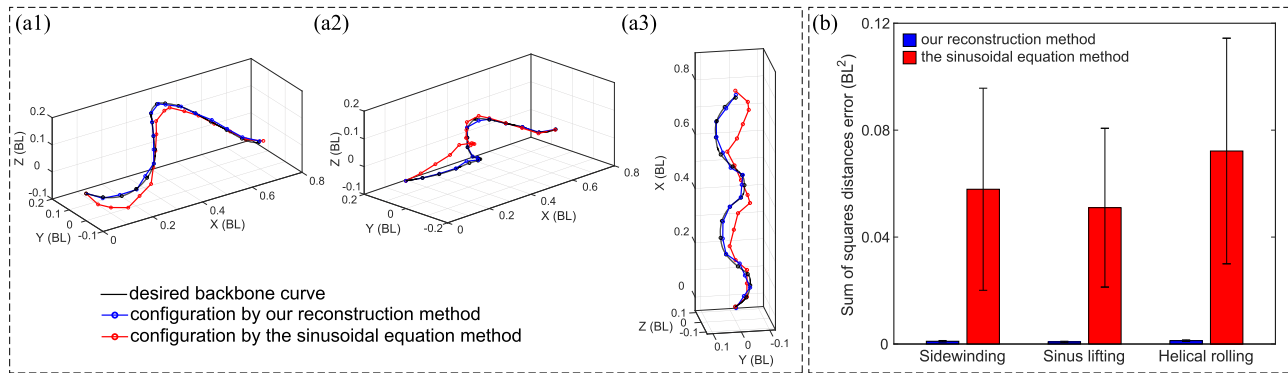 (a1)
0.2
0.1
0
-0.1
Z (BL)
0.2
0.1
0
-0.1
Y (BL)
0
0.2
0.4
0.6
0.8
X (BL)
(a2)
0.2
0.1
0
-0.1
Z (BL)
0.2
0
-0.2
Y (BL)
0
0.2
0.4
0.6
0.8
X (BL)
(a3)
0.8
0.6
0.4
0.2
0
X (BL)
0.1
0
-0.1
Z (BL)
0.1
0
-0.1
Y (BL)
desired backbone curve
configuration by our reconstruction method
configuration by the sinusoidal equation method
(b)
0.12
0.08
0.04
0
Sum of squares distances error (BL²)
our reconstruction method
the sinusoidal equation method
Sidewinding
Sinus lifting
Helical rolling